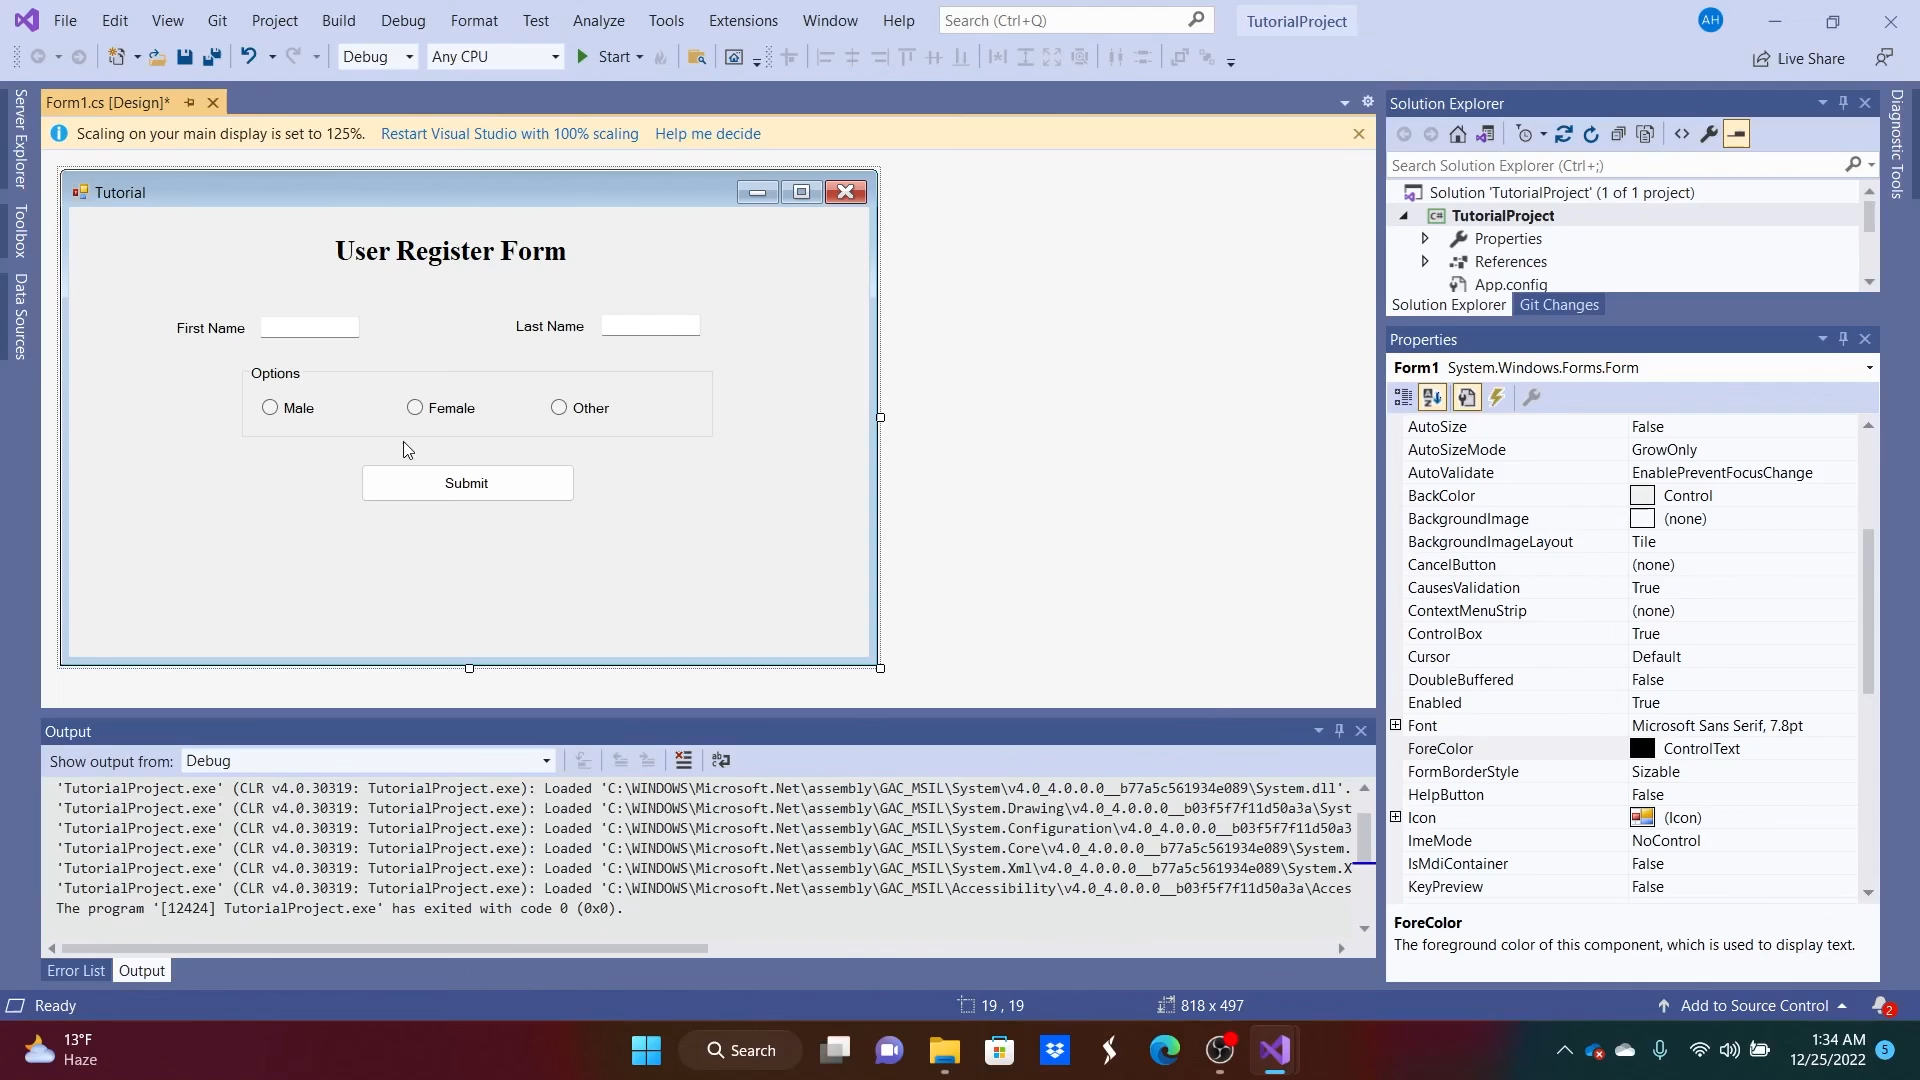 File Edit View Git Project Build Debug Format Test Analyze Tools Extensions Window Help Search (Ctrl+Q) TutorialProject AH
Debug Any CPU Start Live Share
Server Explorer
Toolbox
Data Sources
Form1.cs [Design]*
Scaling on your main display is set to 125%. Restart Visual Studio with 100% scaling Help me decide
Tutorial
User Register Form
First Name Last Name
Options
Male Female Other
Submit
Output
Show output from: Debug
'TutorialProject.exe' (CLR v4.0.30319: TutorialProject.exe): Loaded 'C:\WINDOWS\Microsoft.Net\assembly\GAC_MSIL\System\v4.0_4.0.0.0__b77a5c561934e089\System.dll'.
'TutorialProject.exe' (CLR v4.0.30319: TutorialProject.exe): Loaded 'C:\WINDOWS\Microsoft.Net\assembly\GAC_MSIL\System.Drawing\v4.0_4.0.0.0__b03f5f7f11d50a3a\Syst
'TutorialProject.exe' (CLR v4.0.30319: TutorialProject.exe): Loaded 'C:\WINDOWS\Microsoft.Net\assembly\GAC_MSIL\System.Configuration\v4.0_4.0.0.0__b03f5f7f11d50a3
'TutorialProject.exe' (CLR v4.0.30319: TutorialProject.exe): Loaded 'C:\WINDOWS\Microsoft.Net\assembly\GAC_MSIL\System.Core\v4.0_4.0.0.0__b77a5c561934e089\System.
'TutorialProject.exe' (CLR v4.0.30319: TutorialProject.exe): Loaded 'C:\WINDOWS\Microsoft.Net\assembly\GAC_MSIL\System.Xml\v4.0_4.0.0.0__b77a5c561934e089\System.X
'TutorialProject.exe' (CLR v4.0.30319: TutorialProject.exe): Loaded 'C:\WINDOWS\Microsoft.Net\assembly\GAC_MSIL\Accessibility\v4.0_4.0.0.0__b03f5f7f11d50a3a\Acces
The program '[12424] TutorialProject.exe' has exited with code 0 (0x0).
Error List Output
Solution Explorer
Search Solution Explorer (Ctrl+;)
Solution 'TutorialProject' (1 of 1 project)
C# TutorialProject
Properties
References
App.config
Solution Explorer Git Changes
Properties
Form1 System.Windows.Forms.Form
AutoSize False
AutoSizeMode GrowOnly
AutoValidate EnablePreventFocusChange
BackColor Control
BackgroundImage (none)
BackgroundImageLayout Tile
CancelButton (none)
CausesValidation True
ContextMenuStrip (none)
ControlBox True
Cursor Default
DoubleBuffered False
Enabled True
Font Microsoft Sans Serif, 7.8pt
ForeColor ControlText
FormBorderStyle Sizable
HelpButton False
Icon (Icon)
ImeMode NoControl
IsMdiContainer False
KeyPreview False
ForeColor
The foreground color of this component, which is used to display text.
Diagnostic Tools
Ready 19 , 19 818 x 497 Add to Source Control 2
13°F
Haze
Search
1:34 AM
12/25/2022
5